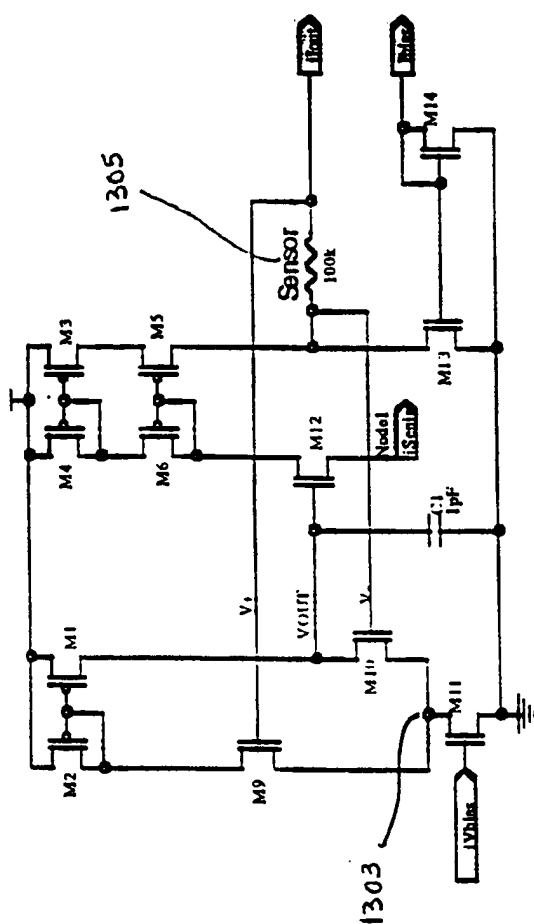 M2
M1
M4
M3
M6
M5
M9
M10
M11
M12
M13
M14
V+
VOUT
V-
C1
1pF
Node1
Sensor
100k
1305
1303
iVbias